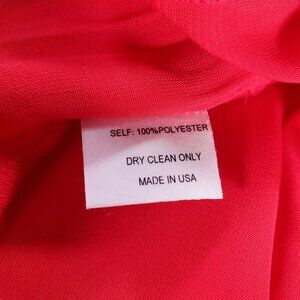 SELF: 100%POLYESTER
DRY CLEAN ONLY
MADE IN USA